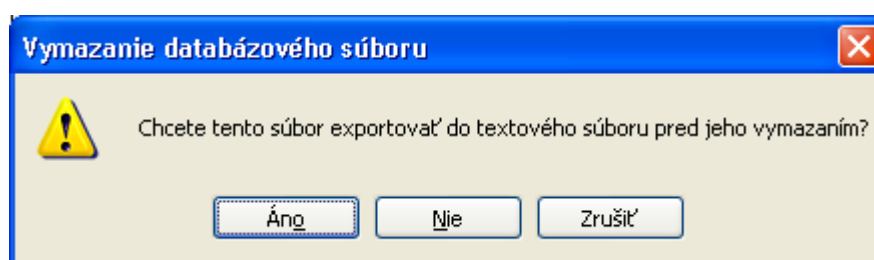 Vymazanie databázového súboru
Chcete tento súbor exportovať do textového súboru pred jeho vymazaním?
Áno Nie Zrušiť